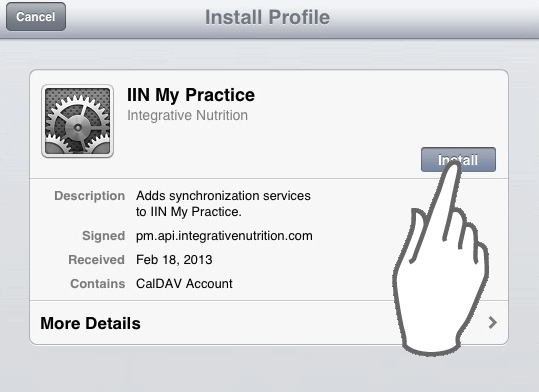 Cancel
Install Profile
IIN My Practice
Integrative Nutrition
Install
Description Adds synchronization services
to IIN My Practice.
Signed pm.api.integrativenutrition.com
Received Feb 18, 2013
Contains CalDAV Account
More Details